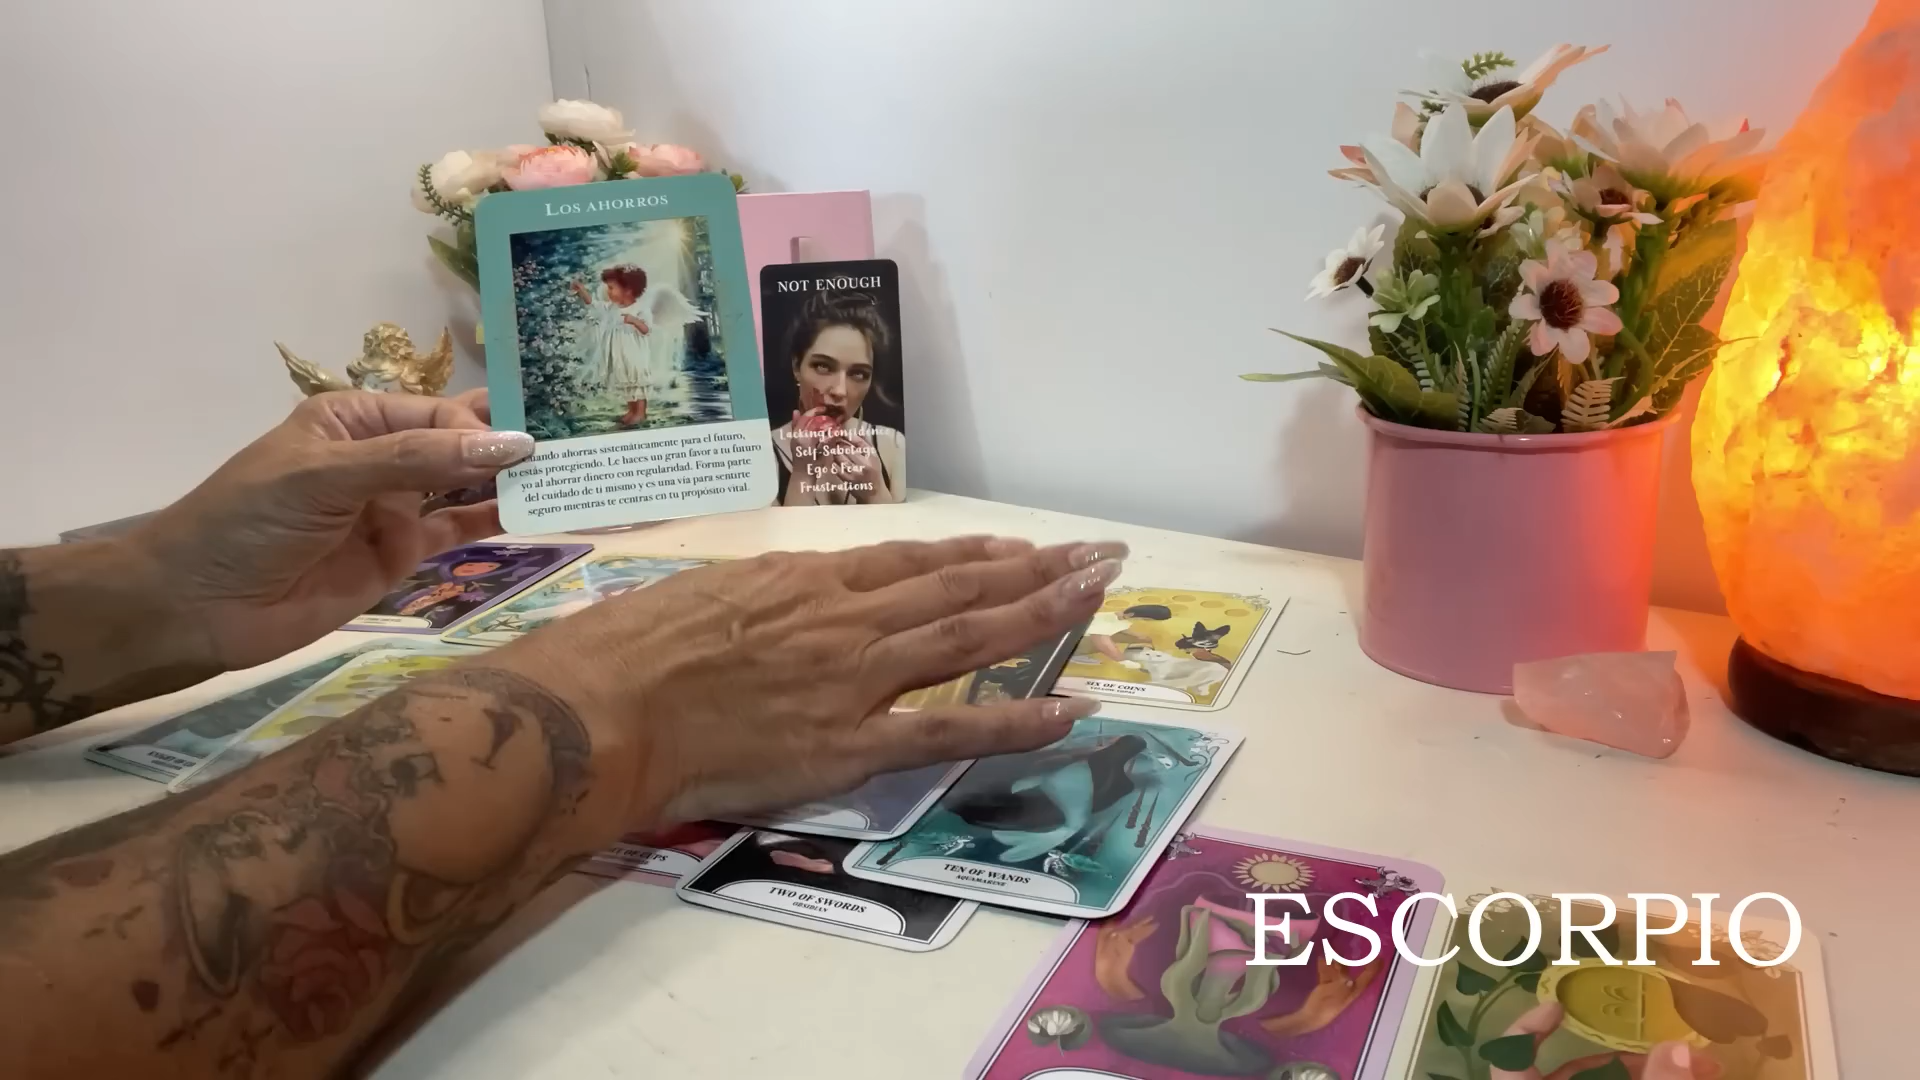 LOS AHORROS
Cuando ahorras sistemáticamente para el futuro,
lo estás protegiendo. Le haces un gran favor a tu futuro
yo al ahorrar dinero con regularidad. Forma parte
del cuidado de ti mismo y es una vía para sentirte
seguro mientras te centras en tu propósito vital.
NOT ENOUGH
Lacking Confidence
Self-Sabotage
Ego & Fear
Frustrations
SIX OF COINS
OF CUPS
TWO OF SWORDS
OBSIDIAN
TEN OF WANDS
AQUAMARINE
ESCORPIO